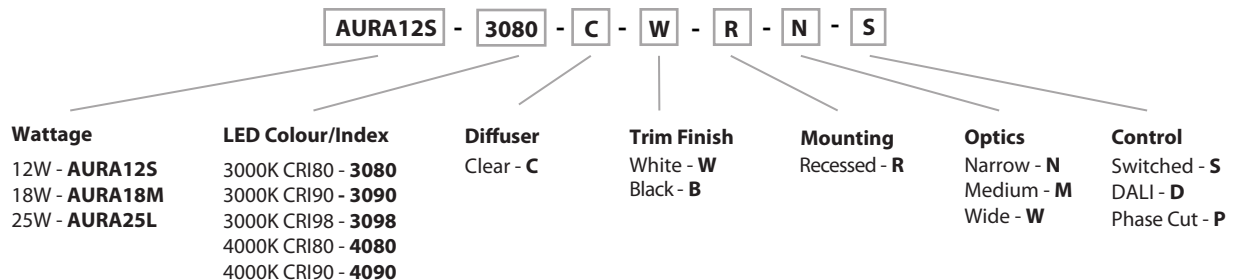 AURA12S - 3080 - C - W - R - N - S
Wattage
12W - AURA12S
18W - AURA18M
25W - AURA25L
LED Colour/Index
3000K CRI80 - 3080
3000K CRI90 - 3090
3000K CRI98 - 3098
4000K CRI80 - 4080
4000K CRI90 - 4090
Diffuser
Clear - C
Trim Finish
White - W
Black - B
Mounting
Recessed - R
Optics
Narrow - N
Medium - M
Wide - W
Control
Switched - S
DALI - D
Phase Cut - P